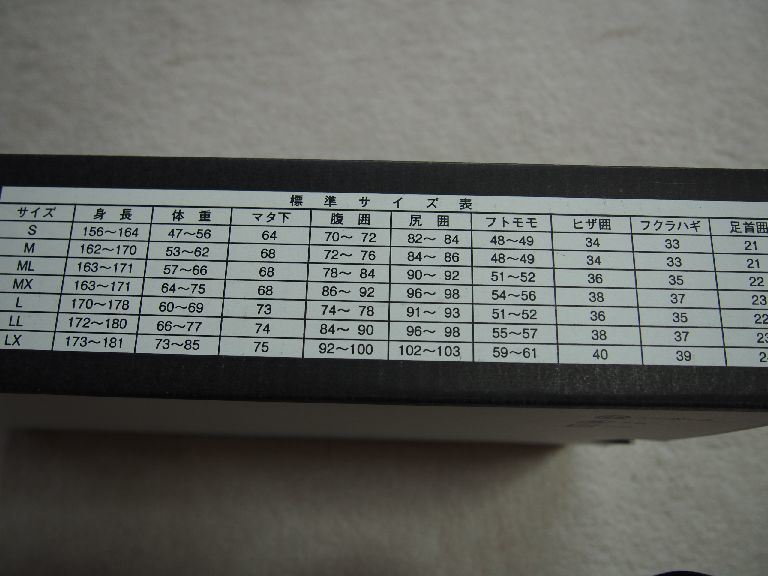 標準サイズ表
サイズ 身長 体重 マタ下 腹囲 尻囲 フトモモ ヒザ囲 フクラハギ 足首囲
S 156～164 47～56 64 70～ 72 82～ 84 48～49 34 33 21
M 162～170 53～62 68 72～ 76 84～ 86 48～49 34 33 21
ML 163～171 57～66 68 78～ 84 90～ 92 51～52 36 35 22
MX 163～171 64～75 68 86～ 92 96～ 98 54～56 38 37 23
L 170～178 60～69 73 74～ 78 91～ 93 51～52 36 35 22
LL 172～180 66～77 74 84～ 90 96～ 98 55～57 38 37 23
LX 173～181 73～85 75 92～100 102～103 59～61 40 39